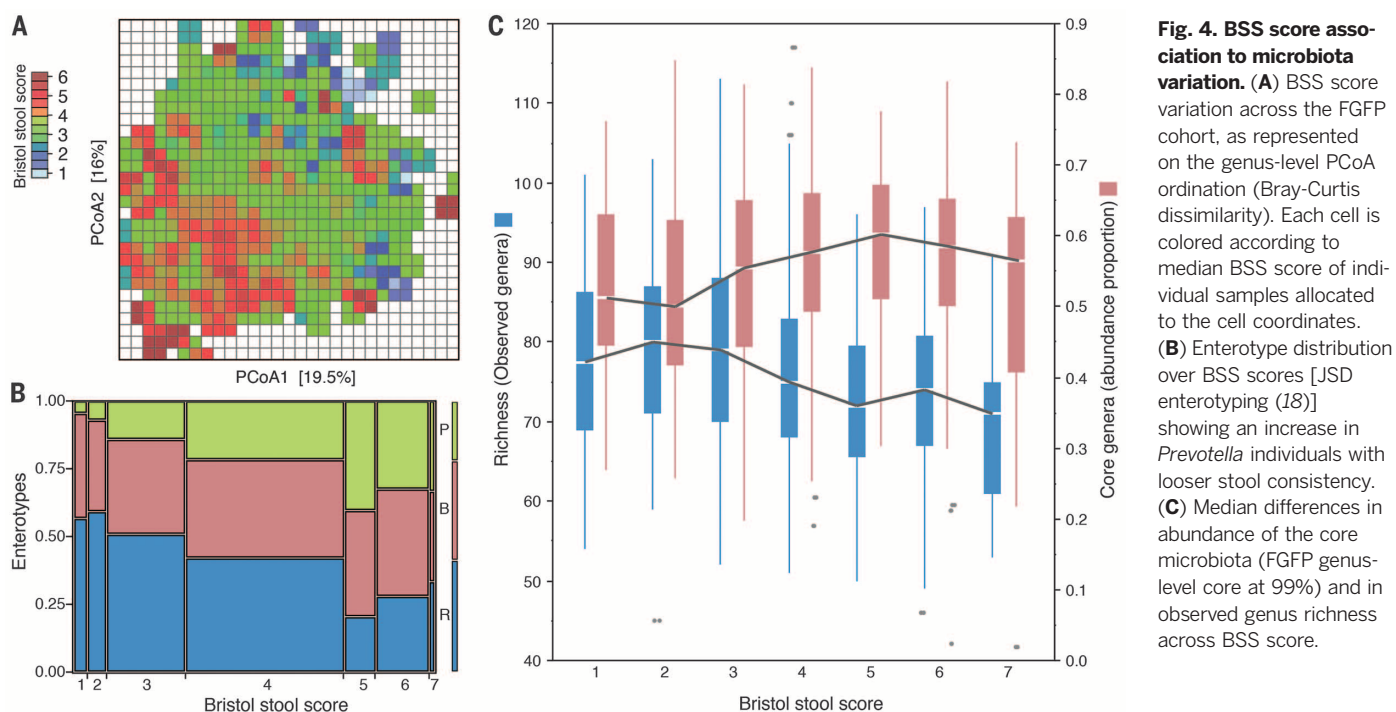 A
Bristol stool score
6
5
4
3
2
1
PCoA2 [16%]
PCoA1 [19.5%]
B
Enterotypes
1.00
0.75
0.50
0.25
0.00
P
B
R
1 2 3 4 5 6 7
Bristol stool score
C
Richness (Observed genera)
120
110
100
90
80
70
60
50
40
0.9
0.8
0.7
0.6
0.5
0.4
0.3
0.2
0.1
0.0
Core genera (abundance proportion)
1 2 3 4 5 6 7
Bristol stool score
Fig. 4. BSS score asso-
ciation to microbiota
variation. (A) BSS score
variation across the FGFP
cohort, as represented
on the genus-level PCoA
ordination (Bray-Curtis
dissimilarity). Each cell is
colored according to
median BSS score of indi-
vidual samples allocated
to the cell coordinates.
(B) Enterotype distribution
over BSS scores [JSD
enterotyping (18)]
showing an increase in
Prevotella individuals with
looser stool consistency.
(C) Median differences in
abundance of the core
microbiota (FGFP genus-
level core at 99%) and in
observed genus richness
across BSS score.